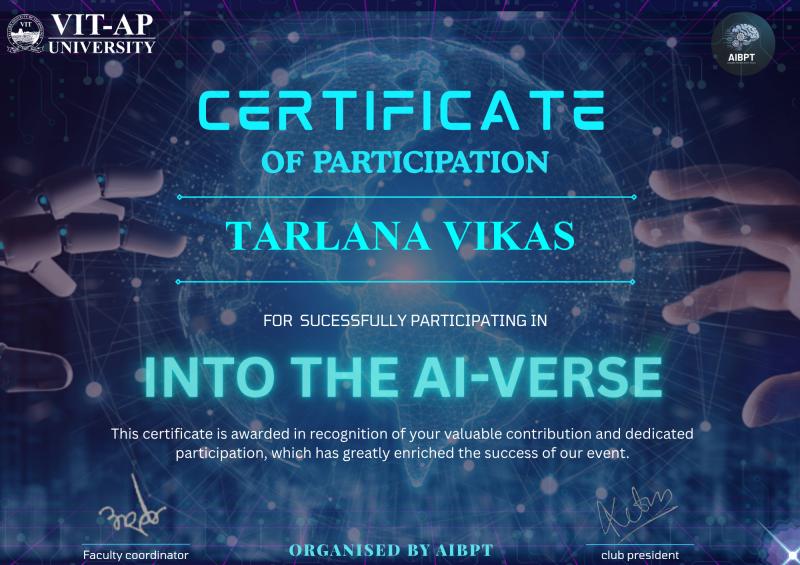 VIT
VIT-AP
UNIVERSITY
AIBPT
CERTIFICATE
OF PARTICIPATION
TARLANA VIKAS
FOR SUCESSFULLY PARTICIPATING IN
INTO THE AI-VERSE
This certificate is awarded in recognition of your valuable contribution and dedicated
participation, which has greatly enriched the success of our event.
Faculty coordinator
ORGANISED BY AIBPT
club president